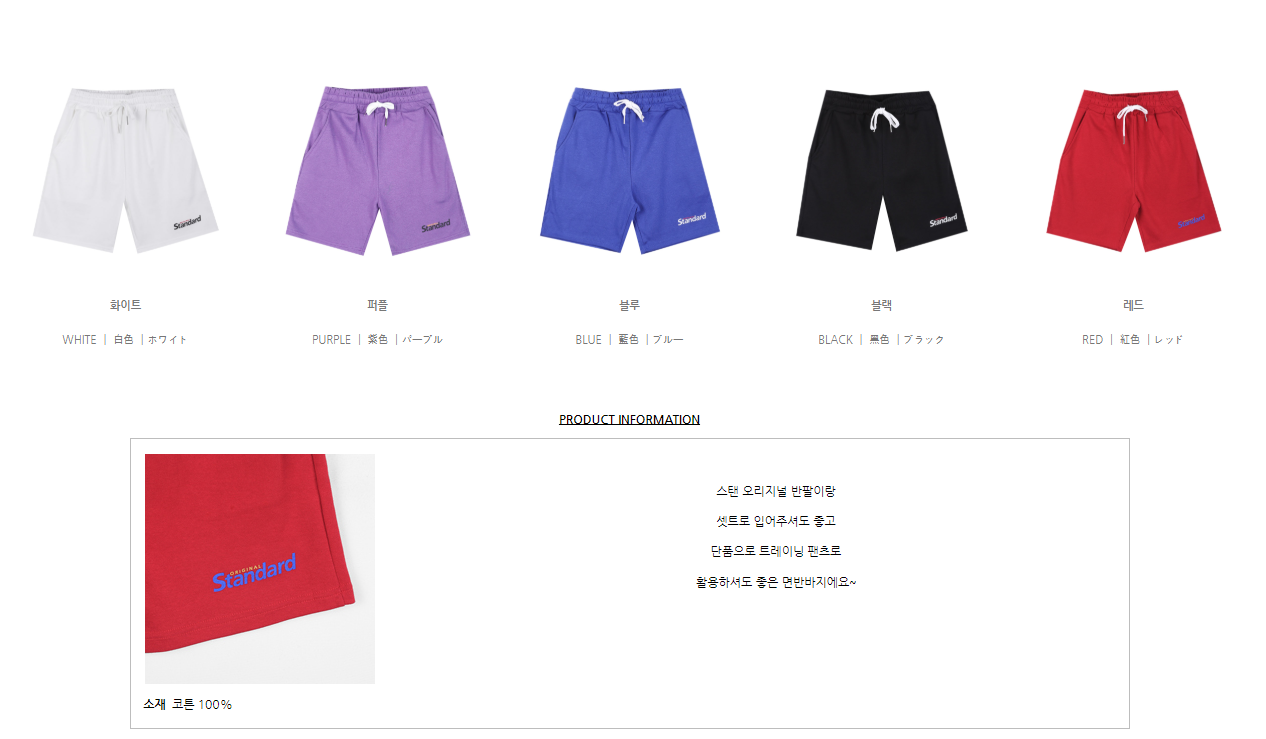 Standard
Standard
Standard
Standard
Standard
화이트
퍼플
블루
블랙
레드
WHITE | 白色 | ホワイト
PURPLE | 紫色 | パープル
BLUE | 藍色 | ブルー
BLACK | 黑色 | ブラック
RED | 紅色 | レッド
PRODUCT INFORMATION
스탠 오리지널 반팔이랑
셋트로 입어주셔도 좋고
단품으로 트레이닝 팬츠로
활용하셔도 좋은 면반바지에요~
ORIGINAL
Standard
소재 코튼 100%